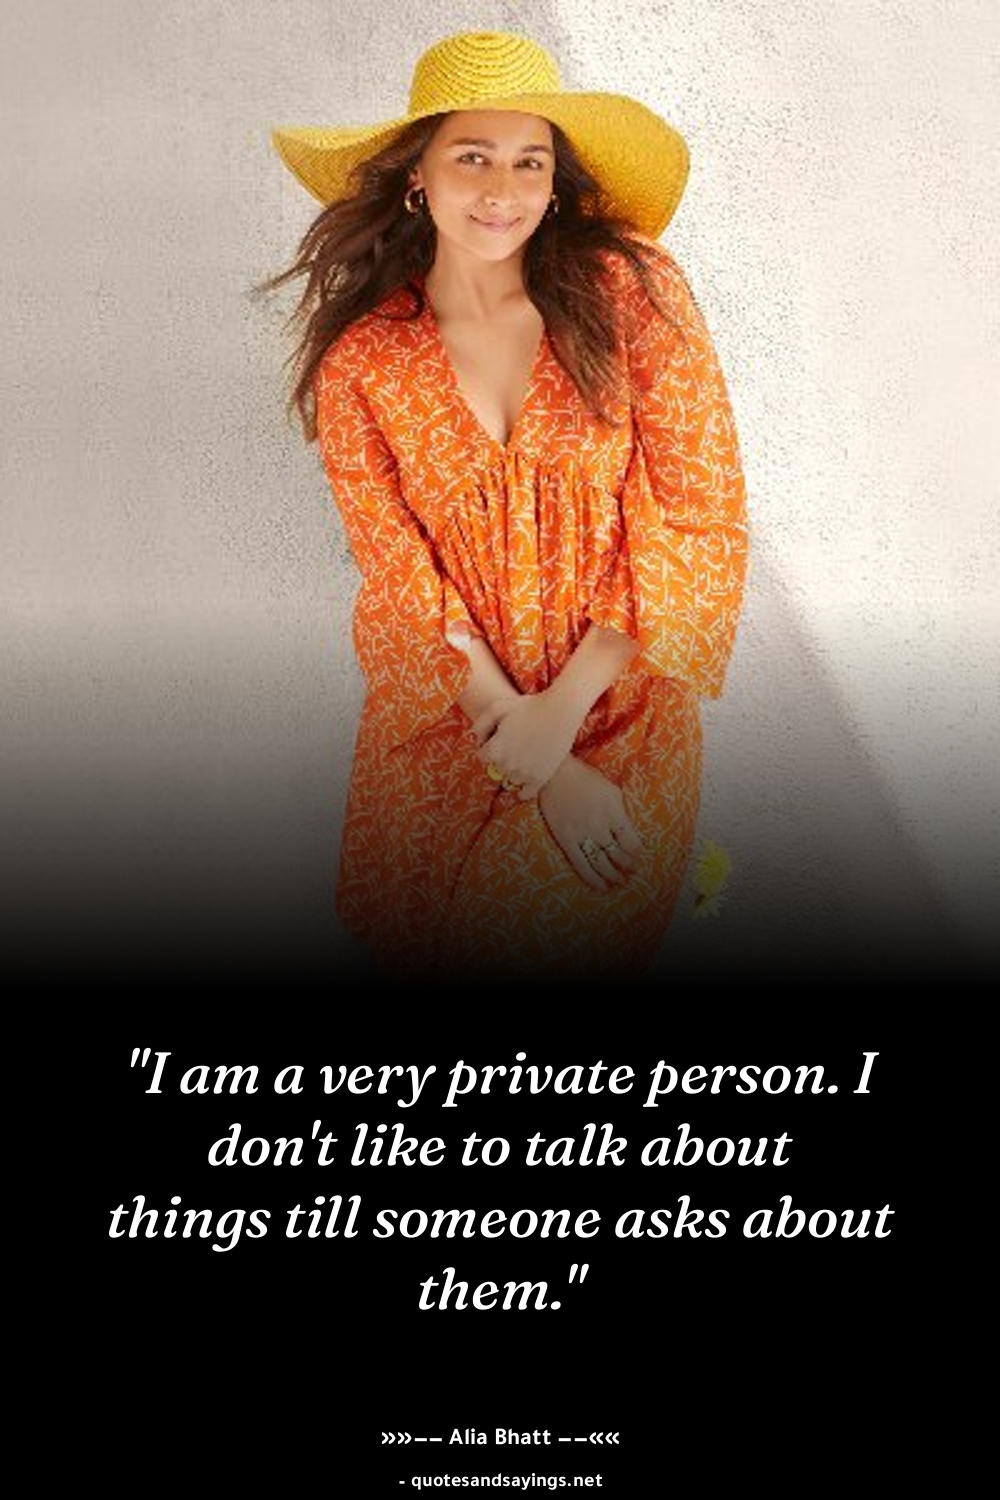 "I am a very private person. I
don't like to talk about
things till someone asks about
them."
»»–– Alia Bhatt ––««
- quotesandsayings.net